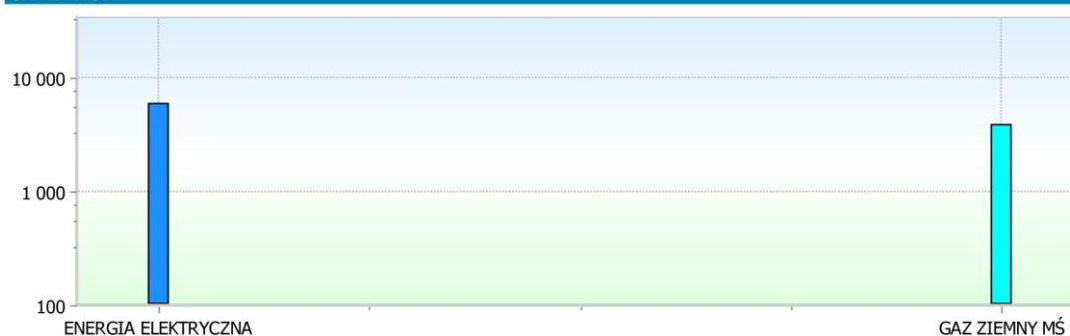 10 000
1 000
100
ENERGIA ELEKTRYCZNA
GAZ ZIEMNY MŚ